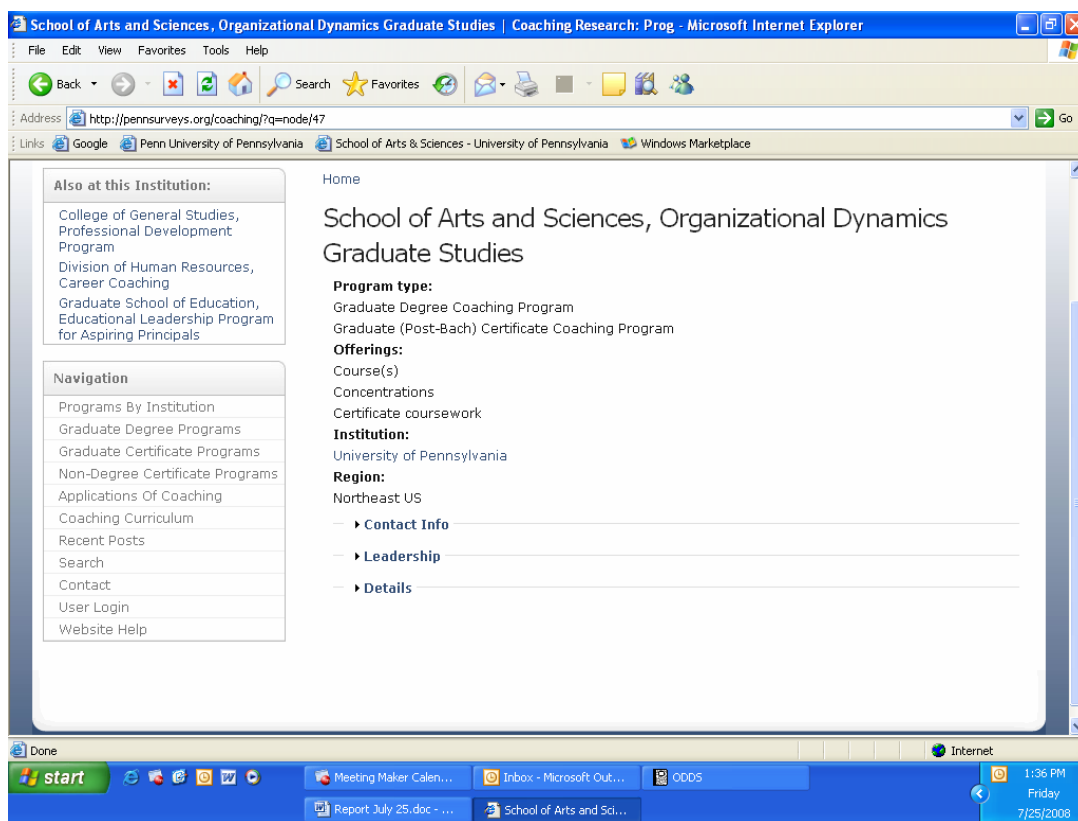 School of Arts and Sciences, Organizational Dynamics Graduate Studies | Coaching Research: Prog - Microsoft Internet Explorer
File Edit View Favorites Tools Help
Back Search Favorites
Address http://pennsurveys.org/coaching/?q=node/47 Go
Links Google Penn University of Pennsylvania School of Arts & Sciences - University of Pennsylvania Windows Marketplace
Also at this Institution:
College of General Studies,
Professional Development
Program
Division of Human Resources,
Career Coaching
Graduate School of Education,
Educational Leadership Program
for Aspiring Principals
Navigation
Programs By Institution
Graduate Degree Programs
Graduate Certificate Programs
Non-Degree Certificate Programs
Applications Of Coaching
Coaching Curriculum
Recent Posts
Search
Contact
User Login
Website Help
Home
School of Arts and Sciences, Organizational Dynamics
Graduate Studies
Program type:
Graduate Degree Coaching Program
Graduate (Post-Bach) Certificate Coaching Program
Offerings:
Course(s)
Concentrations
Certificate coursework
Institution:
University of Pennsylvania
Region:
Northeast US
Contact Info
Leadership
Details
Done Internet
start Meeting Maker Calen... Inbox - Microsoft Out... ODDS 1:36 PM
Friday
Report July 25.doc - ... School of Arts and Sci... 7/25/2008